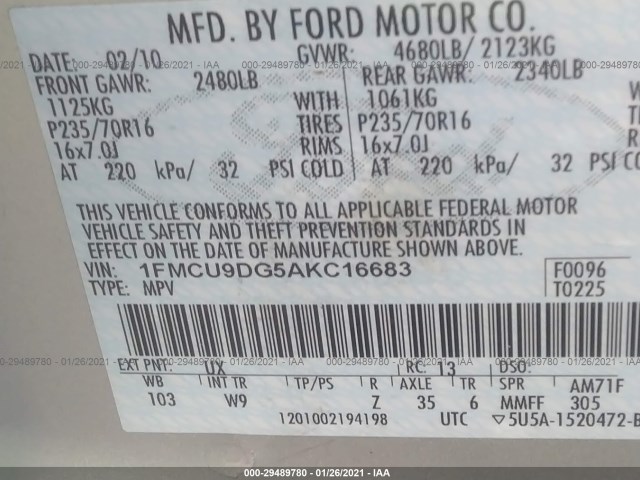 MFD. BY FORD MOTOR CO.
DATE: 02/10 GVWR: 4680LB/ 2123KG
FRONT GAWR: 2480LB REAR GAWR: 2340LB
1125KG WITH 1061KG W
P235/70R16 TIRES P235/70R16
16x7.0J RIMS 16x7.0J R
AT 220 kPa/ 32 PSI COLD AT 220 kPa/ 32 PSI CO
THIS VEHICLE CONFORMS TO ALL APPLICABLE FEDERAL MOTOR
VEHICLE SAFETY AND THEFT PREVENTION STANDARDS IN
EFFECT ON THE DATE OF MANUFACTURE SHOWN ABOVE.
VIN: 1FMCU9DG5AKC16683 F0096
TYPE: MPV T0225
EXT PNT: UX RC: 13 DSO:
WB INT TR TP/PS R AXLE TR SPR AM71F
103 W9 Z 35 6 MMFF 305
1201002194198 UTC ▽5U5A-1520472-B
000-29489780 - 01/26/2021 - IAA